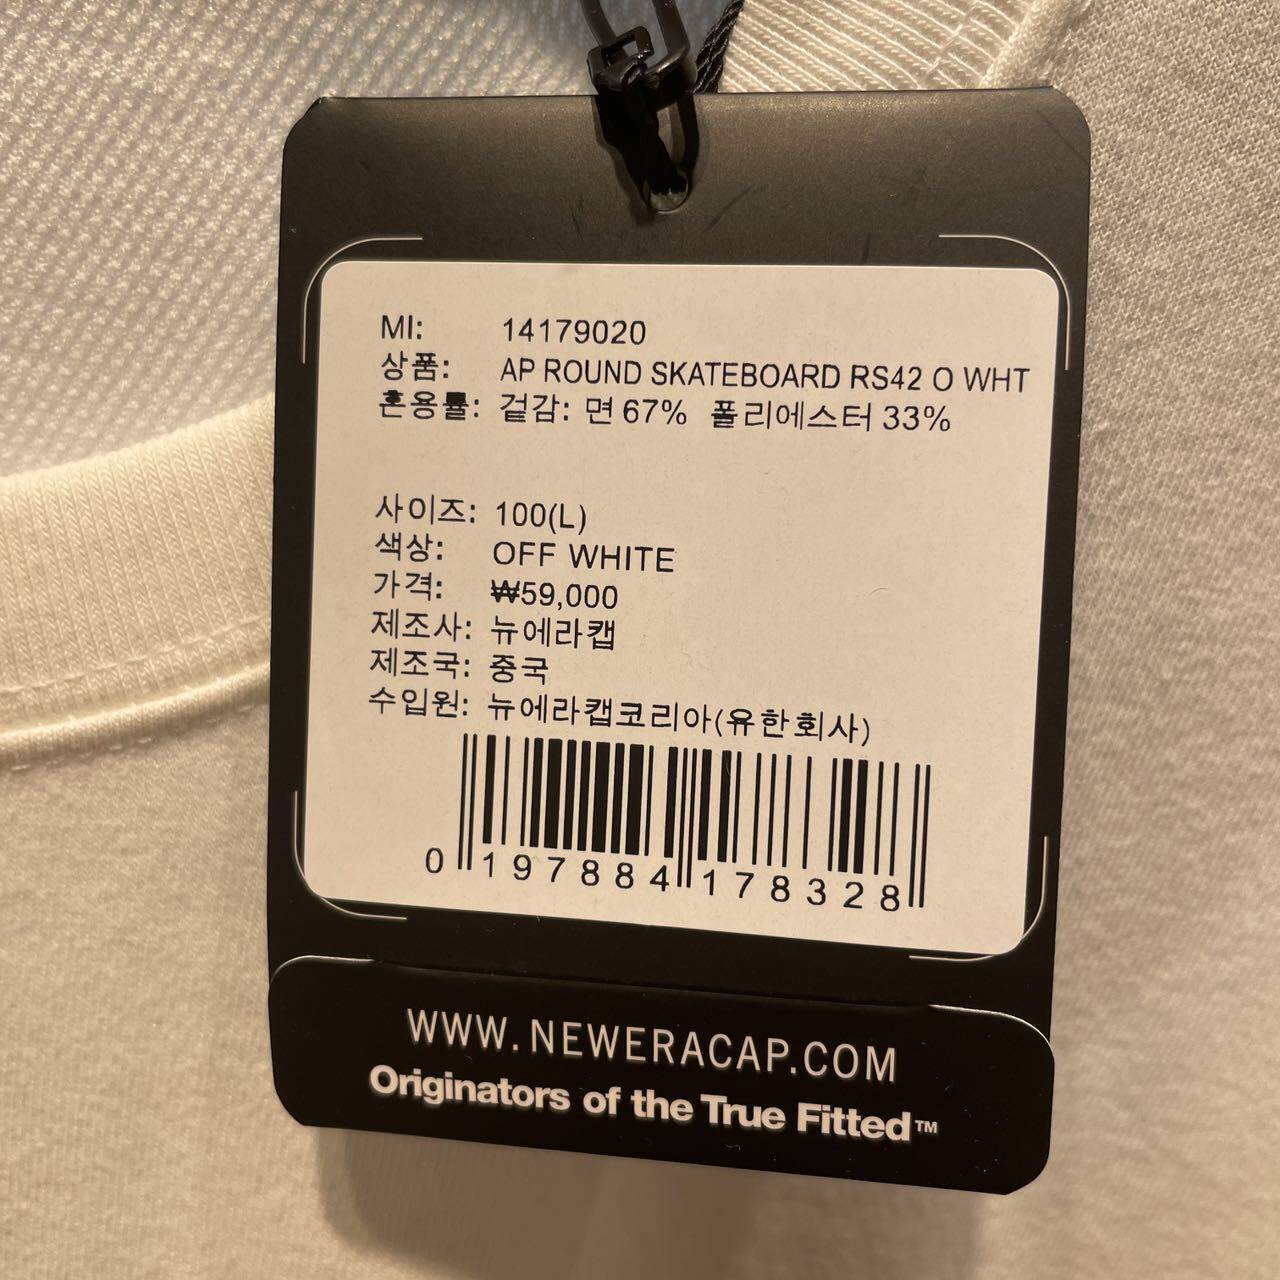 MI: 14179020
상품: AP ROUND SKATEBOARD RS42 O WHT
혼용률: 겉감: 면 67% 폴리에스터 33%
사이즈: 100(L)
색상: OFF WHITE
가격: ₩59,000
제조사: 뉴에라캡
제조국: 중국
수입원: 뉴에라캡코리아(유한회사)
0 197884 178328
WWW.NEWERACAP.COM
Originators of the True Fitted™